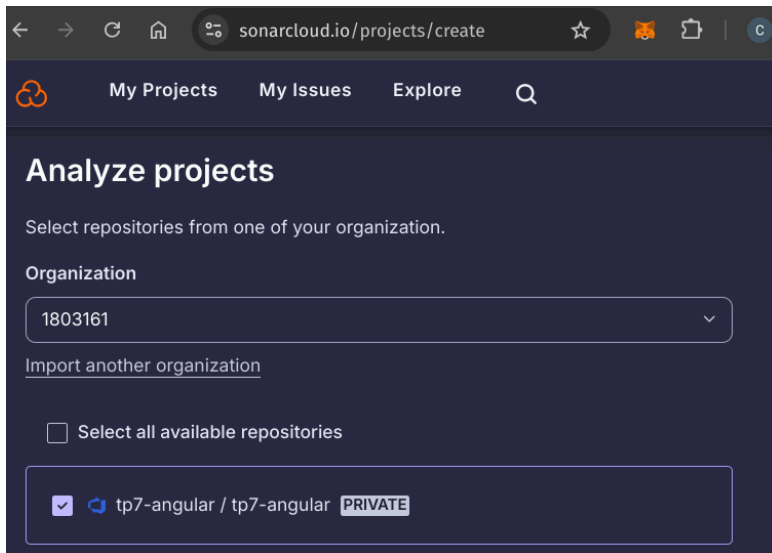 sonarcloud.io/projects/create
C
My Projects My Issues Explore
Analyze projects
Select repositories from one of your organization.
Organization
1803161
Import another organization
Select all available repositories
tp7-angular / tp7-angular PRIVATE